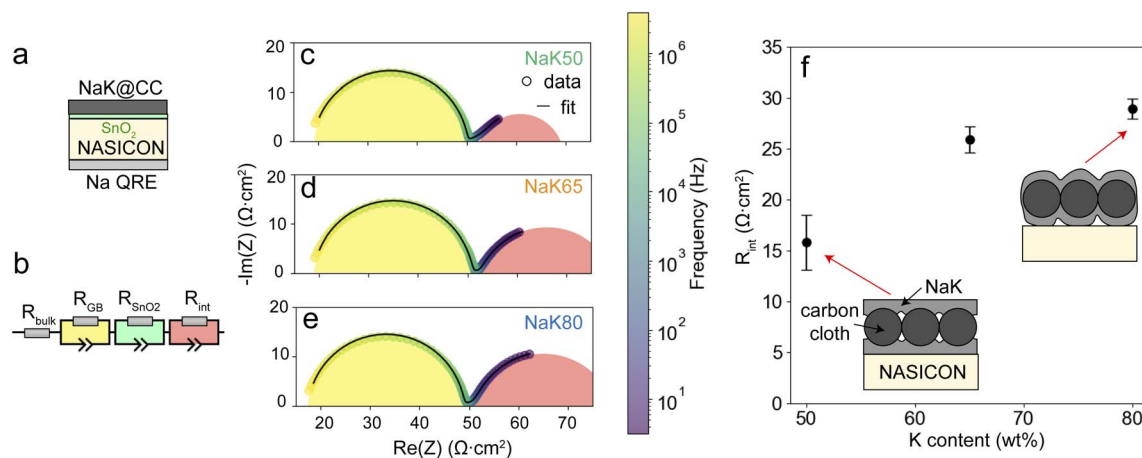 a
NaK@CC
SnO2
NASICON
Na QRE
b
Rbulk
RGB
RSnO2
Rint
c
NaK50
data
fit
20
10
0
d
NaK65
20
10
0
-Im(Z) (Ω·cm²)
e
NaK80
20
10
0
20 30 40 50 60 70
Re(Z) (Ω·cm²)
10⁶
10⁵
10⁴
10³
10²
10¹
Frequency (Hz)
f
35
30
25
20
15
10
5
0
Rint (Ω·cm²)
NaK
carbon
cloth
NASICON
50 60 70 80
K content (wt%)